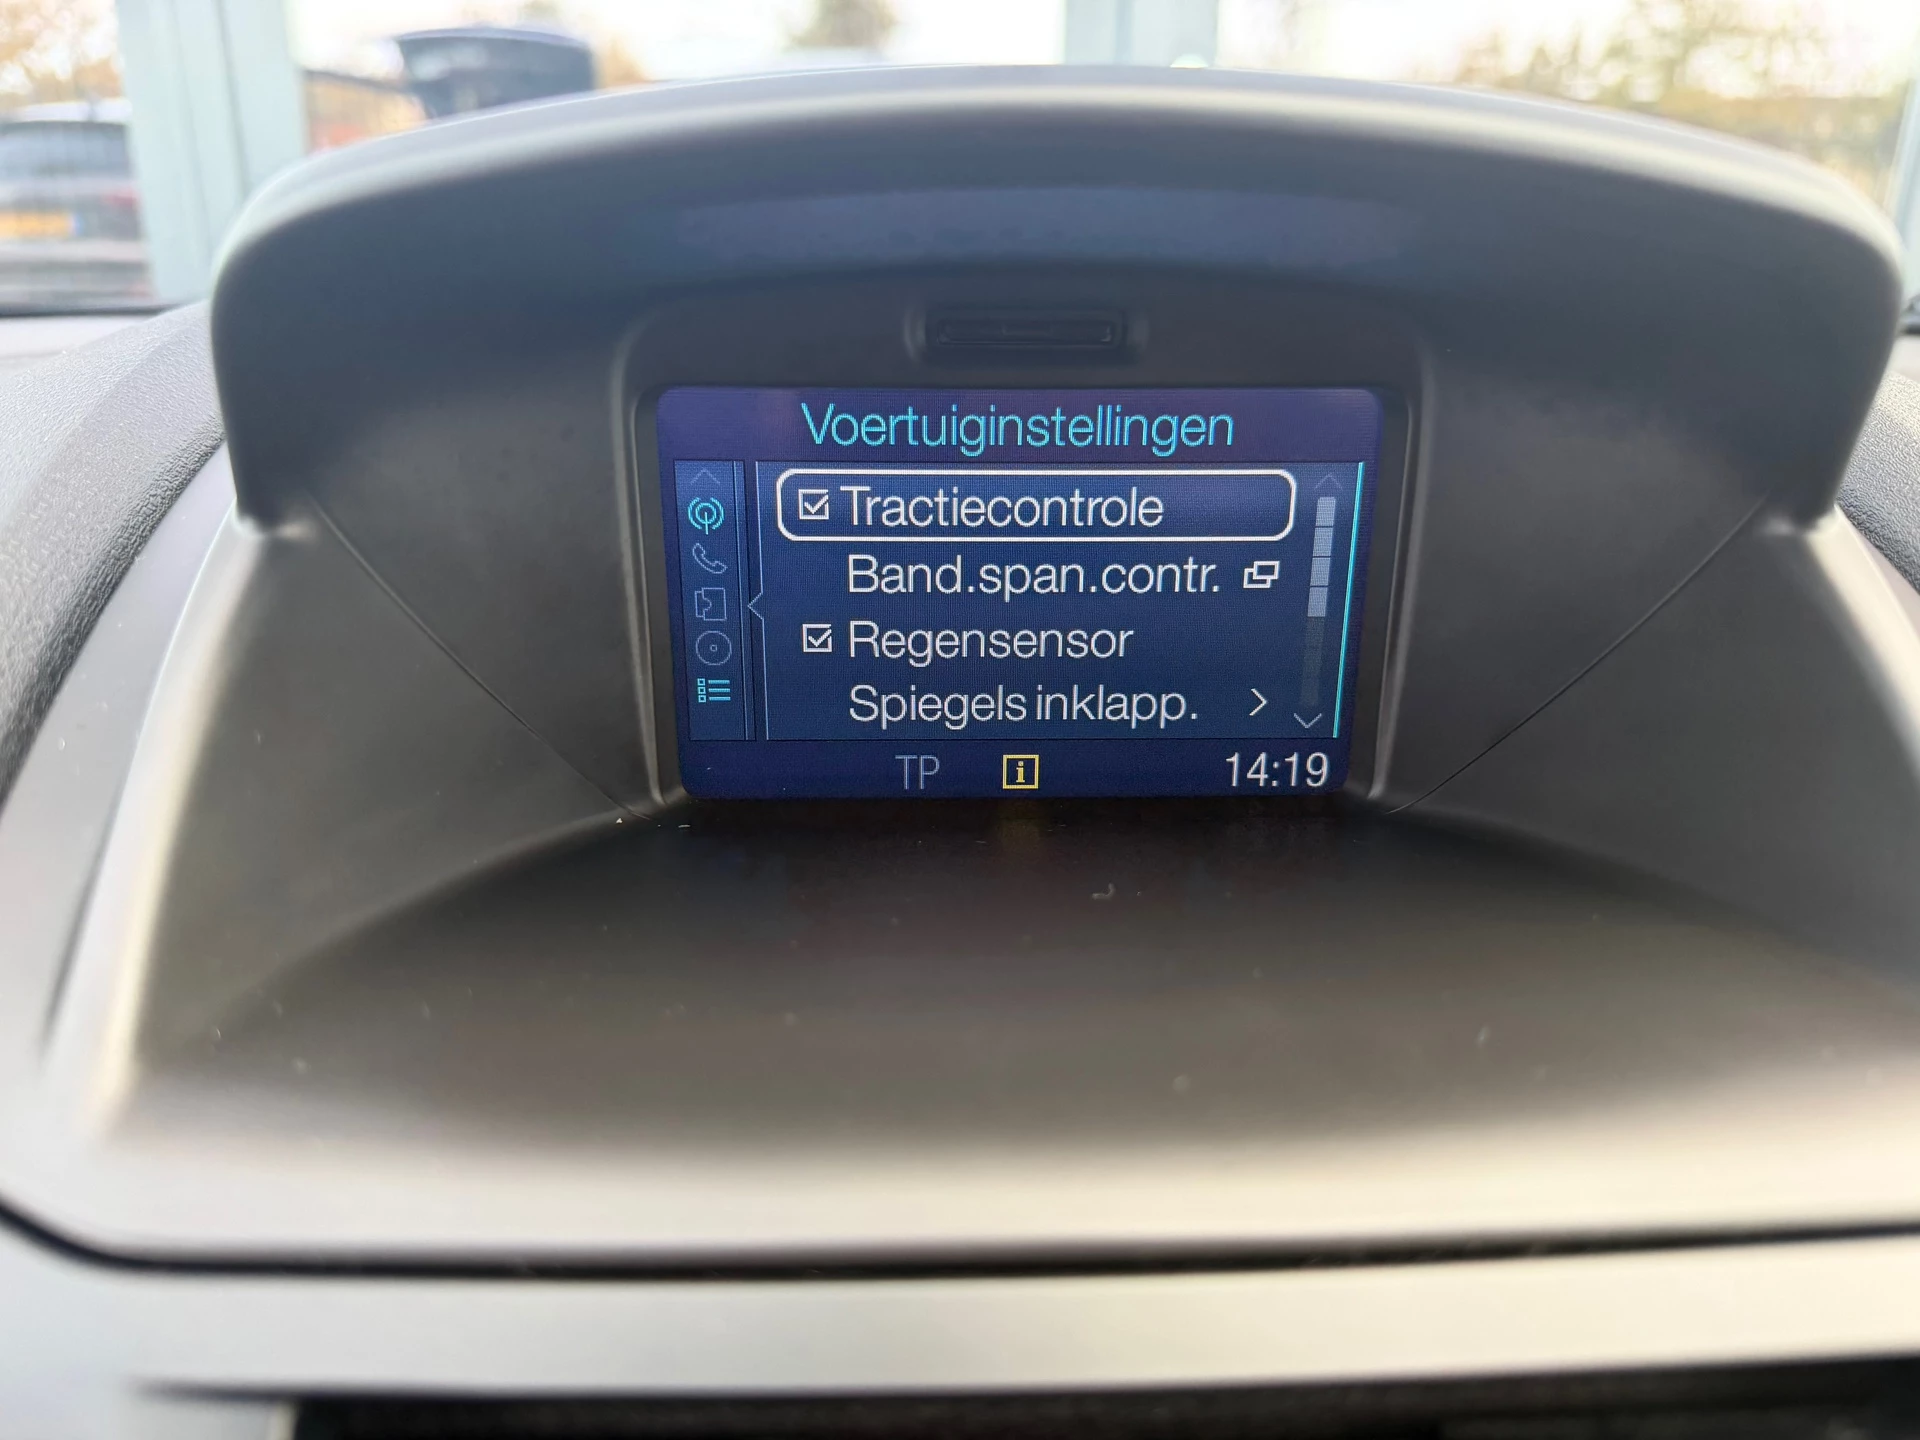 Voertuiginstellingen
Tractiecontrole
Band.span.contr.
Regensensor
Spiegels inklapp.
TP i 14:19